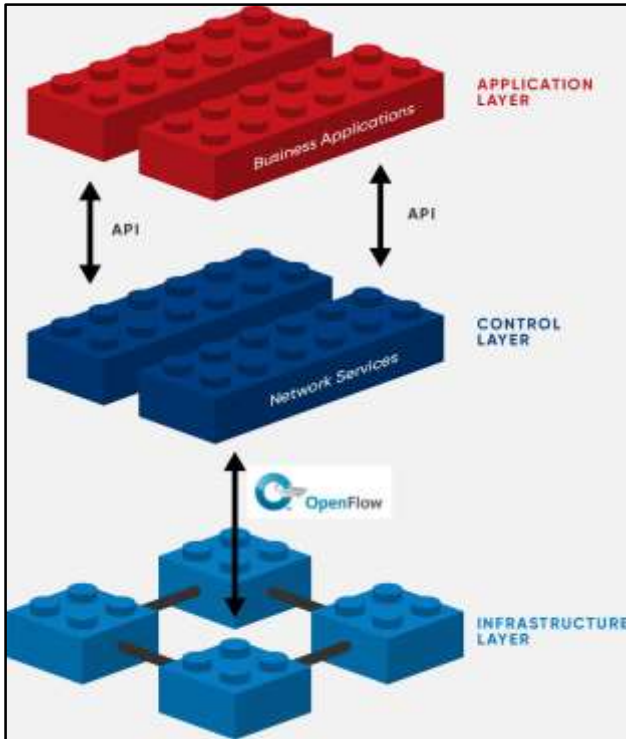 APPLICATION
LAYER
Business Applications
API
API
CONTROL
LAYER
Network Services
OpenFlow
INFRASTRUCTURE
LAYER